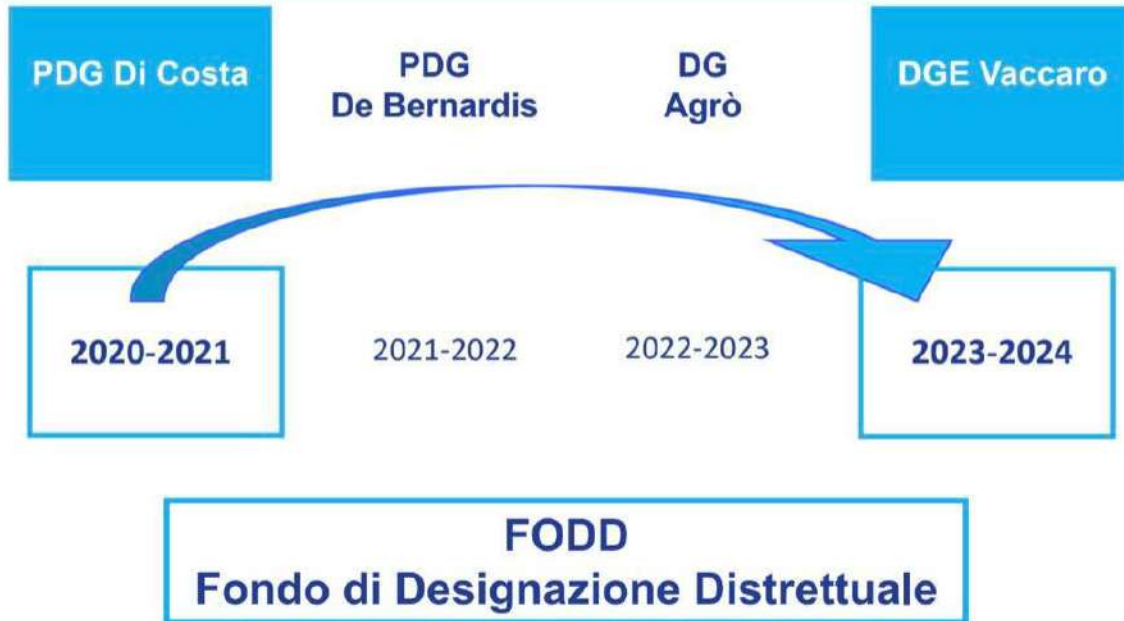 PDG Di Costa
PDG
De Bernardis
DG
Agrò
DGE Vaccaro
2020-2021
2021-2022
2022-2023
2023-2024
FODD
Fondo di Designazione Distrettuale